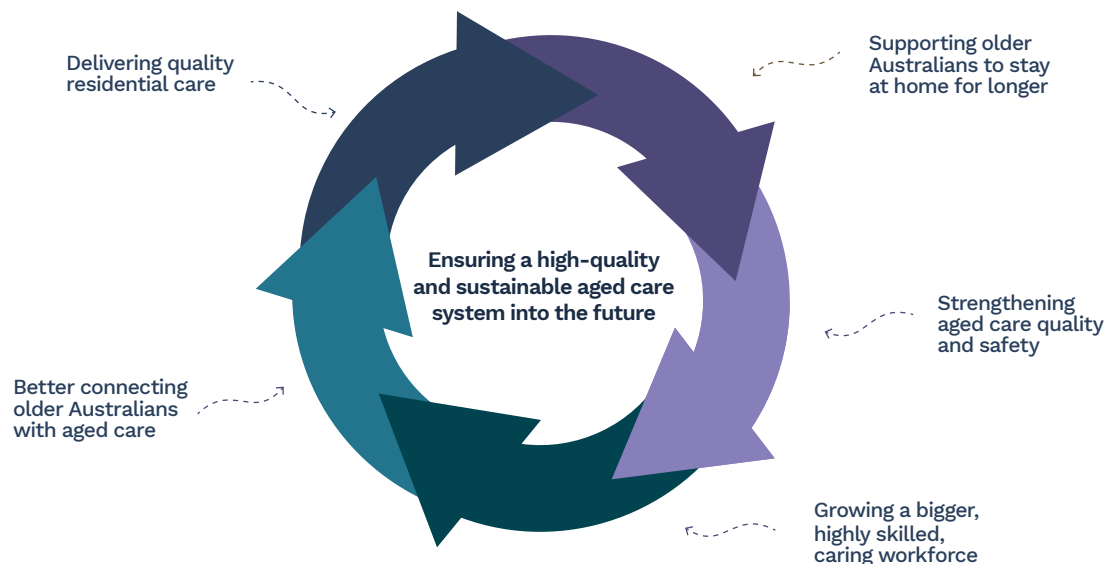 Delivering quality
residential care
Supporting older
Australians to stay
at home for longer
Ensuring a high-quality
and sustainable aged care
system into the future
Strengthening
aged care quality
and safety
Better connecting
older Australians
with aged care
Growing a bigger,
highly skilled,
caring workforce